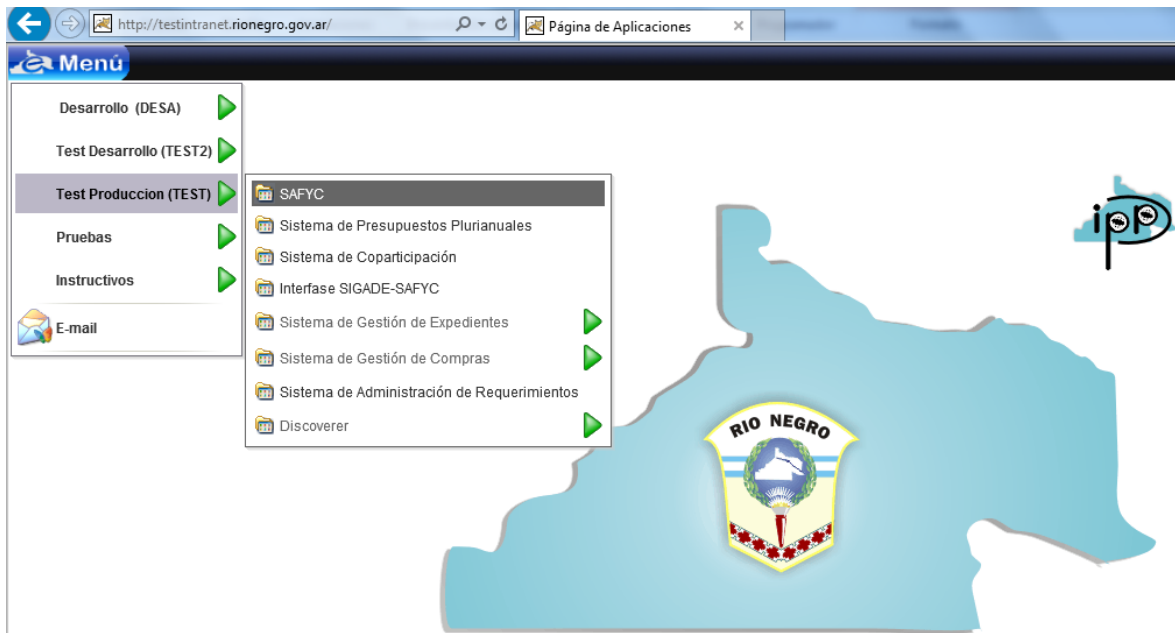 http://testintranet.rionegro.gov.ar/
Página de Aplicaciones
Menú
Desarrollo (DESA)
Test Desarrollo (TEST2)
Test Produccion (TEST)
Pruebas
Instructivos
E-mail
SAFYC
Sistema de Presupuestos Plurianuales
Sistema de Coparticipación
Interfase SIGADE-SAFYC
Sistema de Gestión de Expedientes
Sistema de Gestión de Compras
Sistema de Administración de Requerimientos
Discoverer
ipp
RIO NEGRO